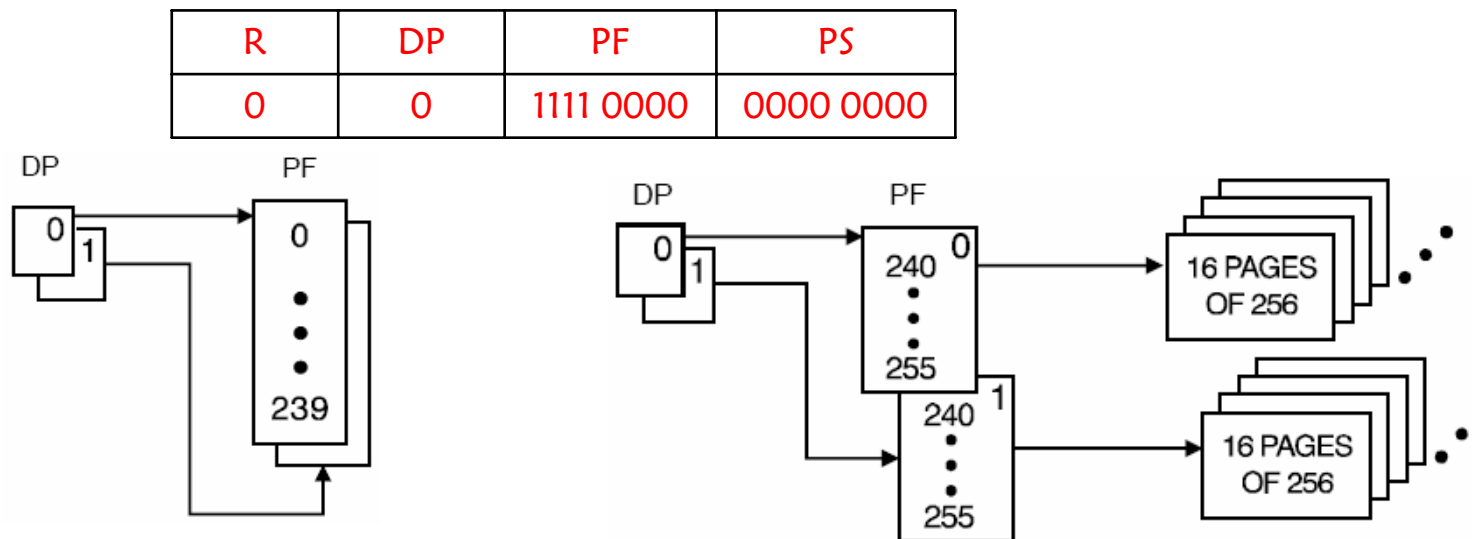 R DP PF PS
0 0 1111 0000 0000 0000
DP PF
0 1
0
239
DP PF
0 1
0
240
255
1
240
255
16 PAGES
OF 256
16 PAGES
OF 256